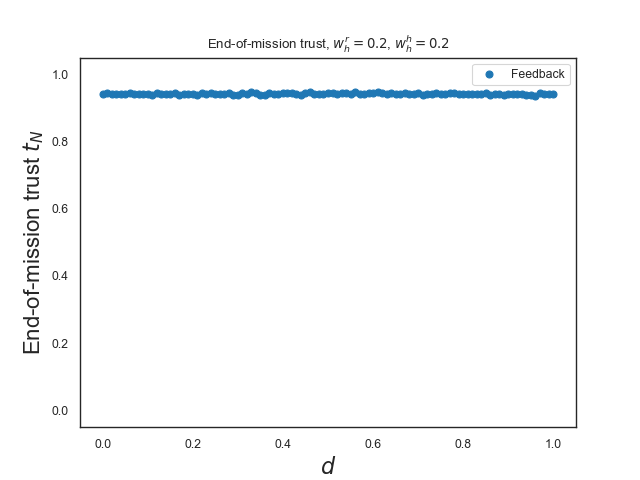 End-of-mission trust, $w_h^r = 0.2$, $w_h^h = 0.2$
Feedback
1.0
0.8
0.6
0.4
0.2
0.0
End-of-mission trust $t_N$
0.0 0.2 0.4 0.6 0.8 1.0
d